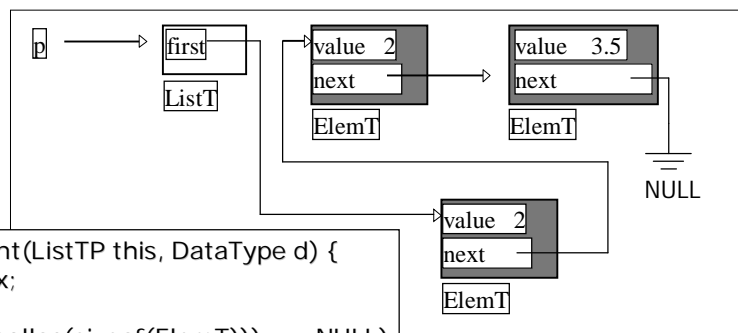 p
first
ListT
value 2
next
ElemT
value 3.5
next
ElemT
NULL
value 2
next
ElemT
nt(ListTP this, DataType d) {
x;
alloc(sizeof(ElemT))) == NULL)